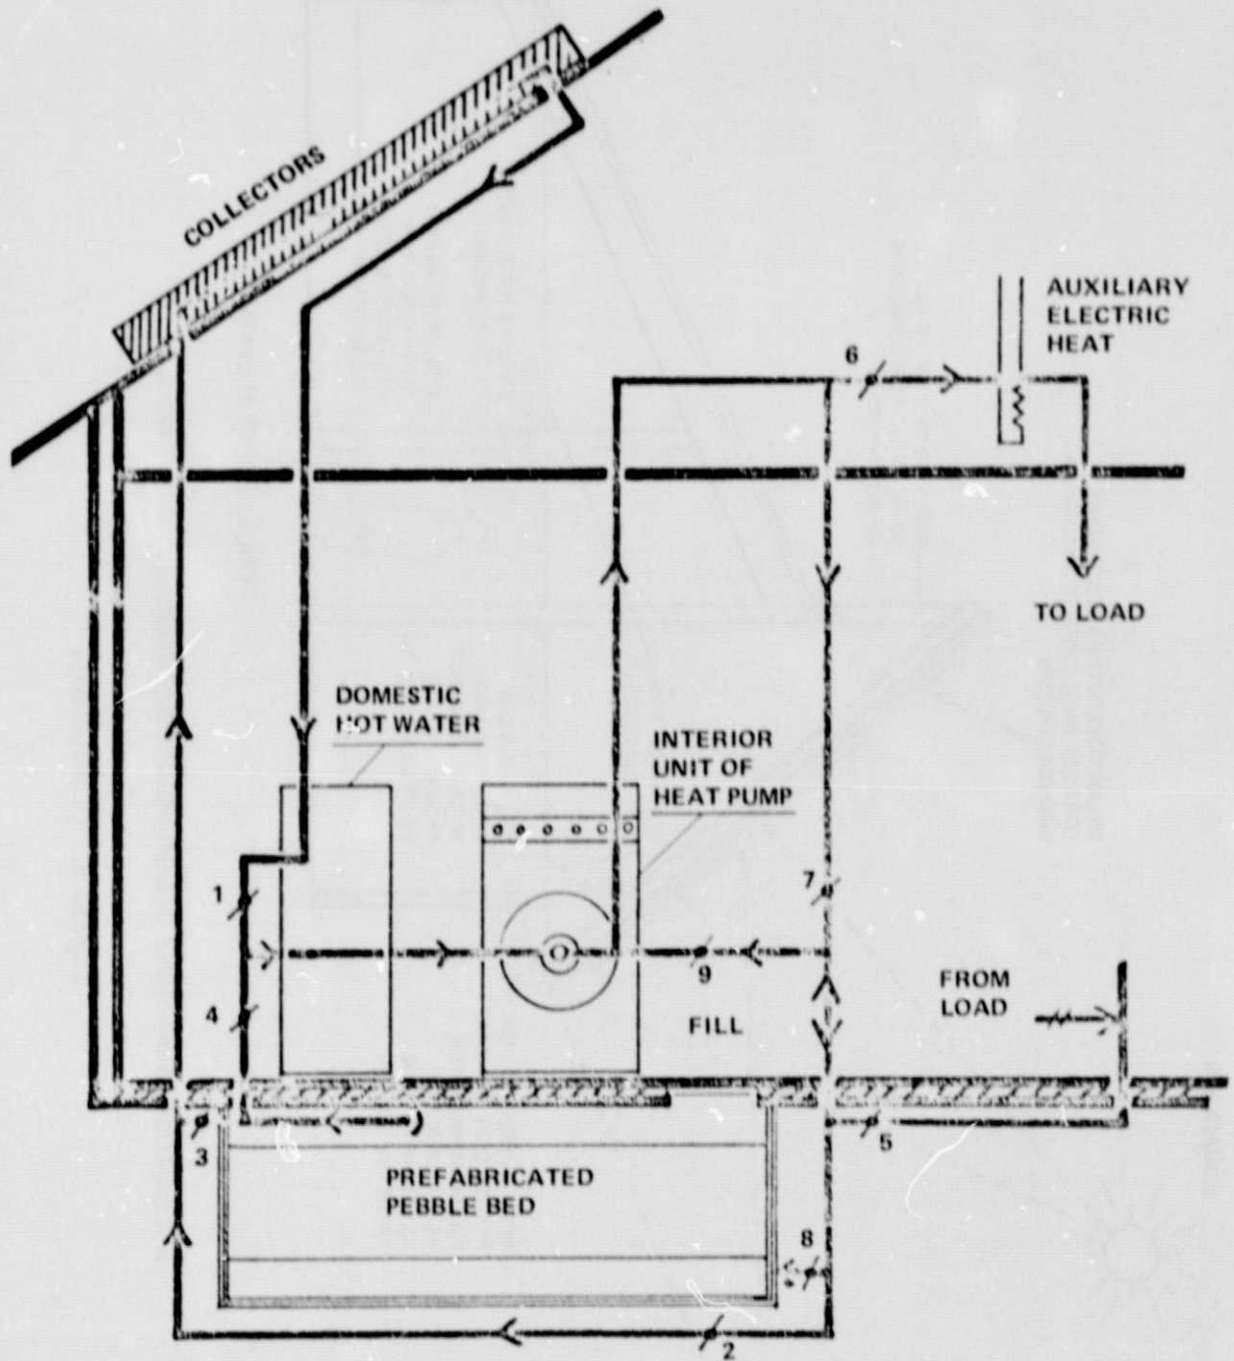 COLLECTORS
AUXILIARY
ELECTRIC
HEAT
6
TO LOAD
DOMESTIC
HOT WATER
INTERIOR
UNIT OF
HEAT PUMP
1
7
9
4
FROM
LOAD
FILL
3
5
PREFABRICATED
PEBBLE BED
8
2